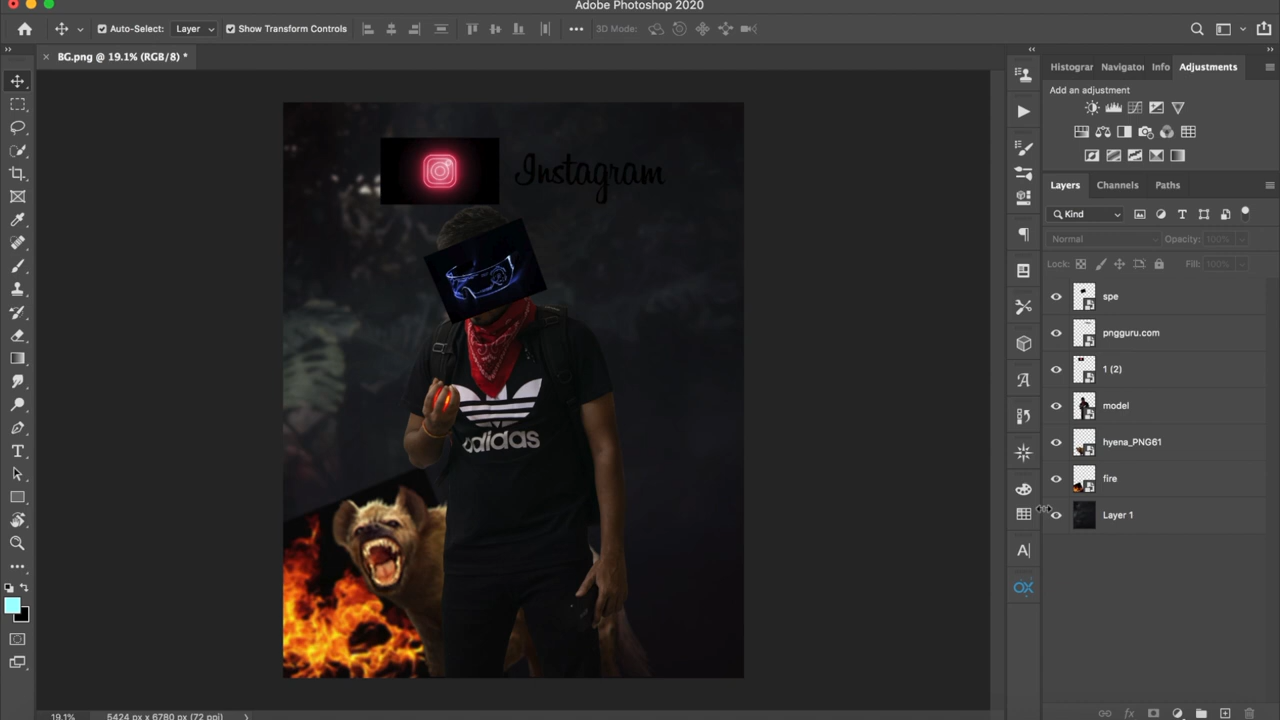 Adobe Photoshop 2020
Auto-Select: Layer Show Transform Controls 3D Mode:
BG.png @ 19.1% (RGB/8) *
Histogram Navigator Info Adjustments
Add an adjustment
Layers Channels Paths
Kind
Normal Opacity: 100%
Lock: Fill: 100%
spe
pngguru.com
1 (2)
model
hyena_PNG61
fire
Layer 1
Instagram
adidas
19.1% 5424 px x 6780 px (72 ppi)